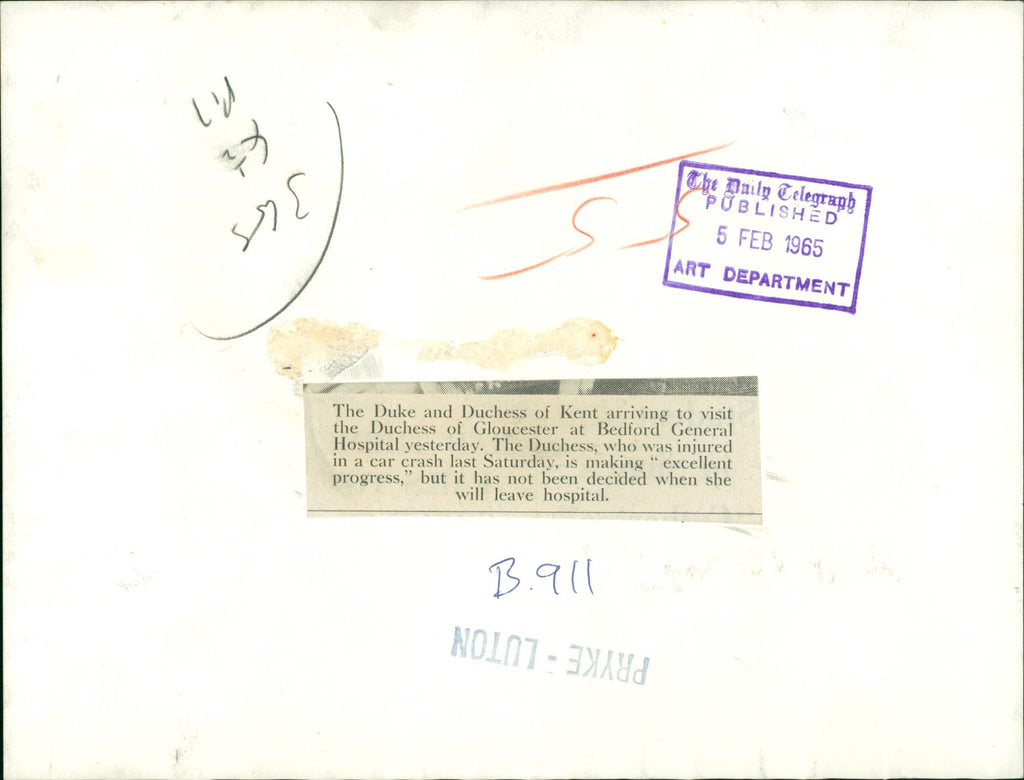 The Daily Telegraph
PUBLISHED
5 FEB 1965
ART DEPARTMENT
The Duke and Duchess of Kent arriving to visit
the Duchess of Gloucester at Bedford General
Hospital yesterday. The Duchess, who was injured
in a car crash last Saturday, is making “ excellent
progress,” but it has not been decided when she
will leave hospital.
B.911
PRYKE - LUTON